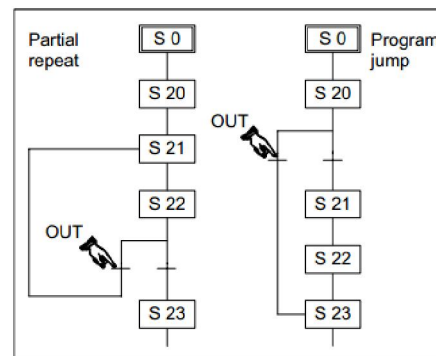 Partial
repeat
S 0
S 20
S 21
S 22
OUT
S 23
S 0
Program
jump
S 20
OUT
S 21
S 22
S 23